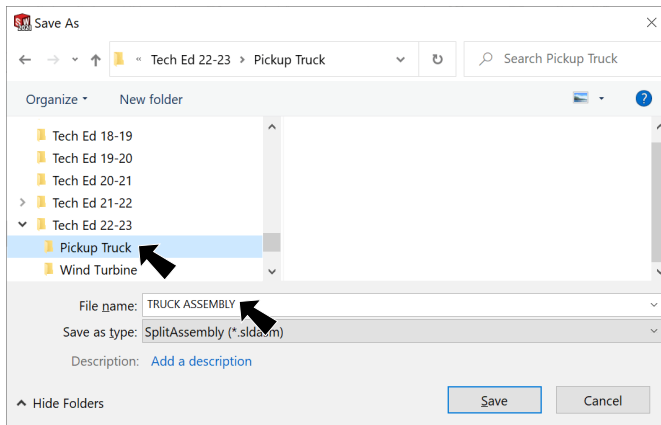 SW
2020
Save As
« Tech Ed 22-23 > Pickup Truck
Search Pickup Truck
Organize
New folder
?
Tech Ed 18-19
Tech Ed 19-20
Tech Ed 20-21
Tech Ed 21-22
Tech Ed 22-23
Pickup Truck
Wind Turbine
File name: TRUCK ASSEMBLY
Save as type: SplitAssembly (*.sldasm)
Description: Add a description
Hide Folders
Save
Cancel